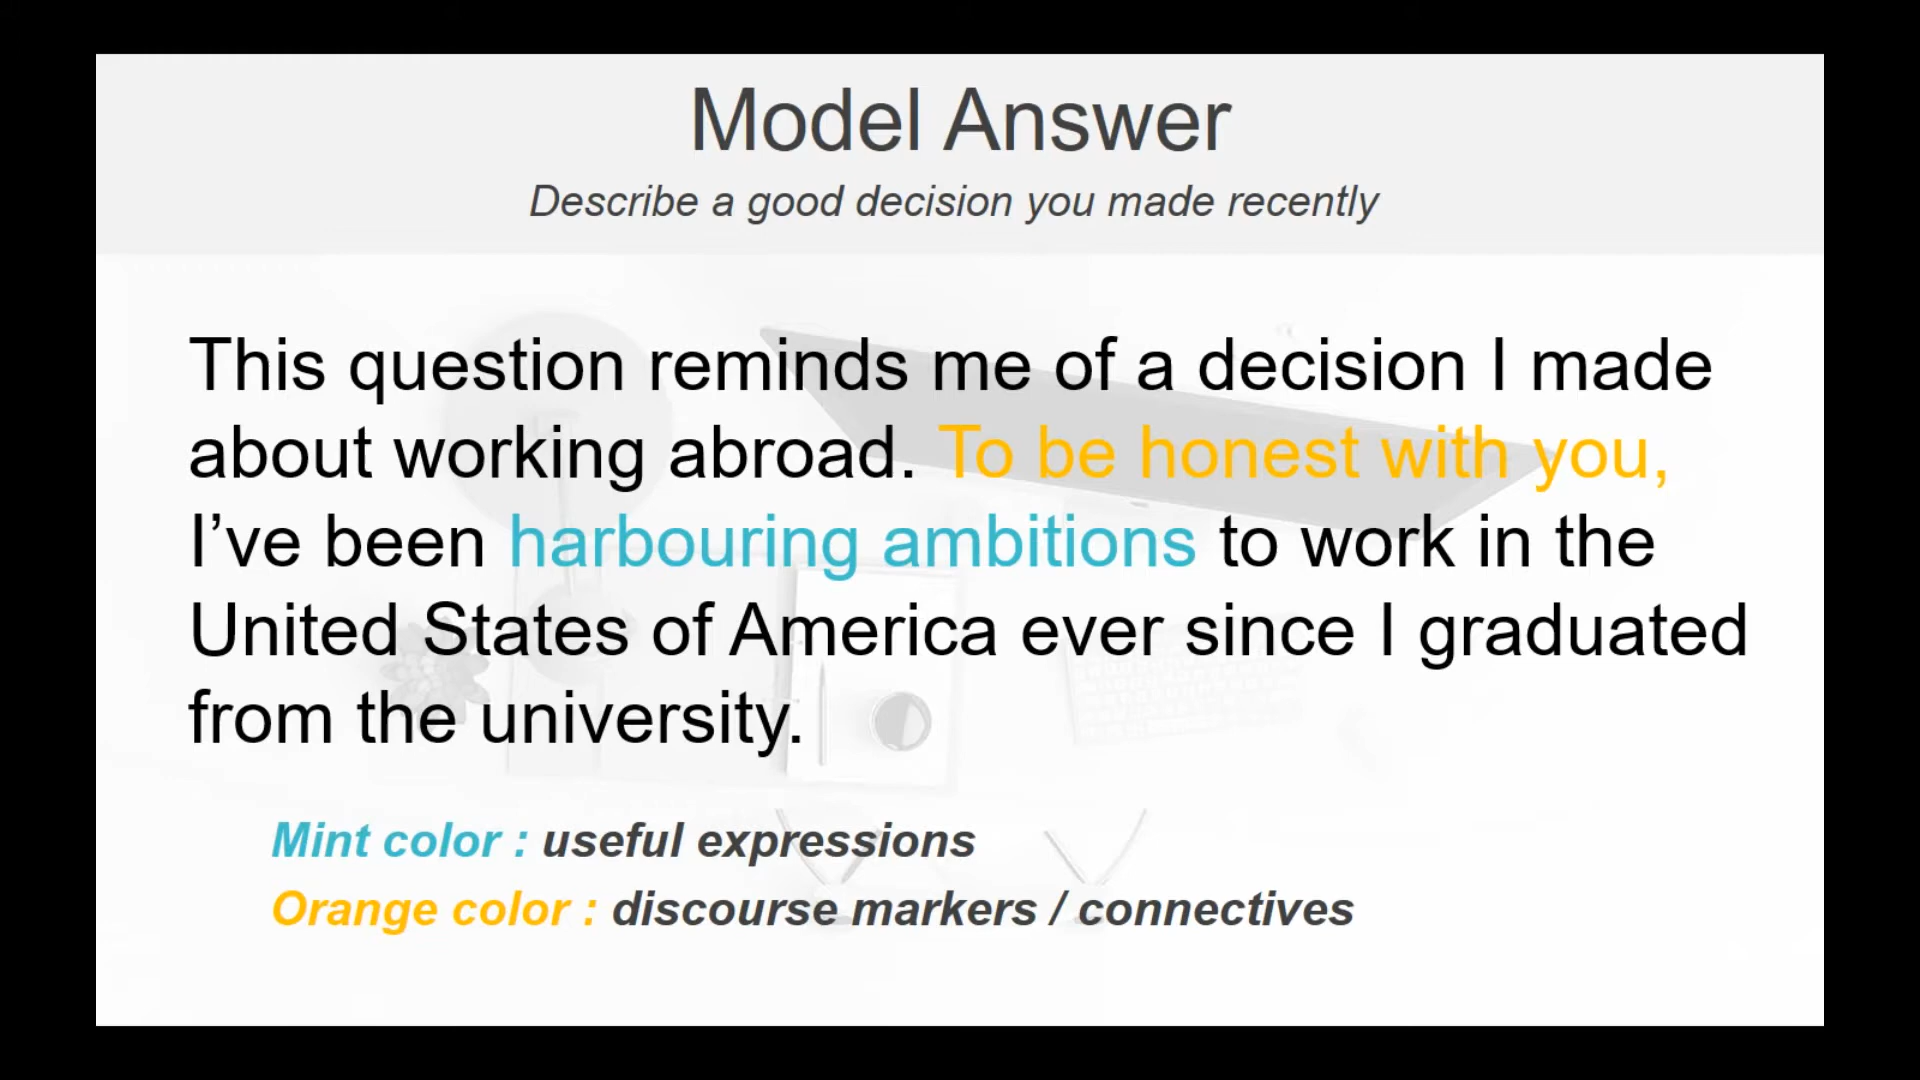 Model Answer
Describe a good decision you made recently
This question reminds me of a decision I made
about working abroad. To be honest with you,
I’ve been harbouring ambitions to work in the
United States of America ever since I graduated
from the university.
Mint color : useful expressions
Orange color : discourse markers / connectives